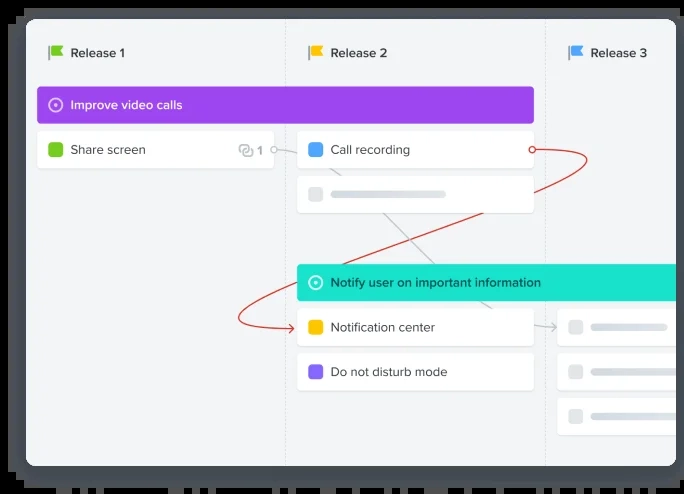 Release 1
Release 2
Release 3
Improve video calls
Share screen
1
Call recording
Notify user on important information
Notification center
Do not disturb mode